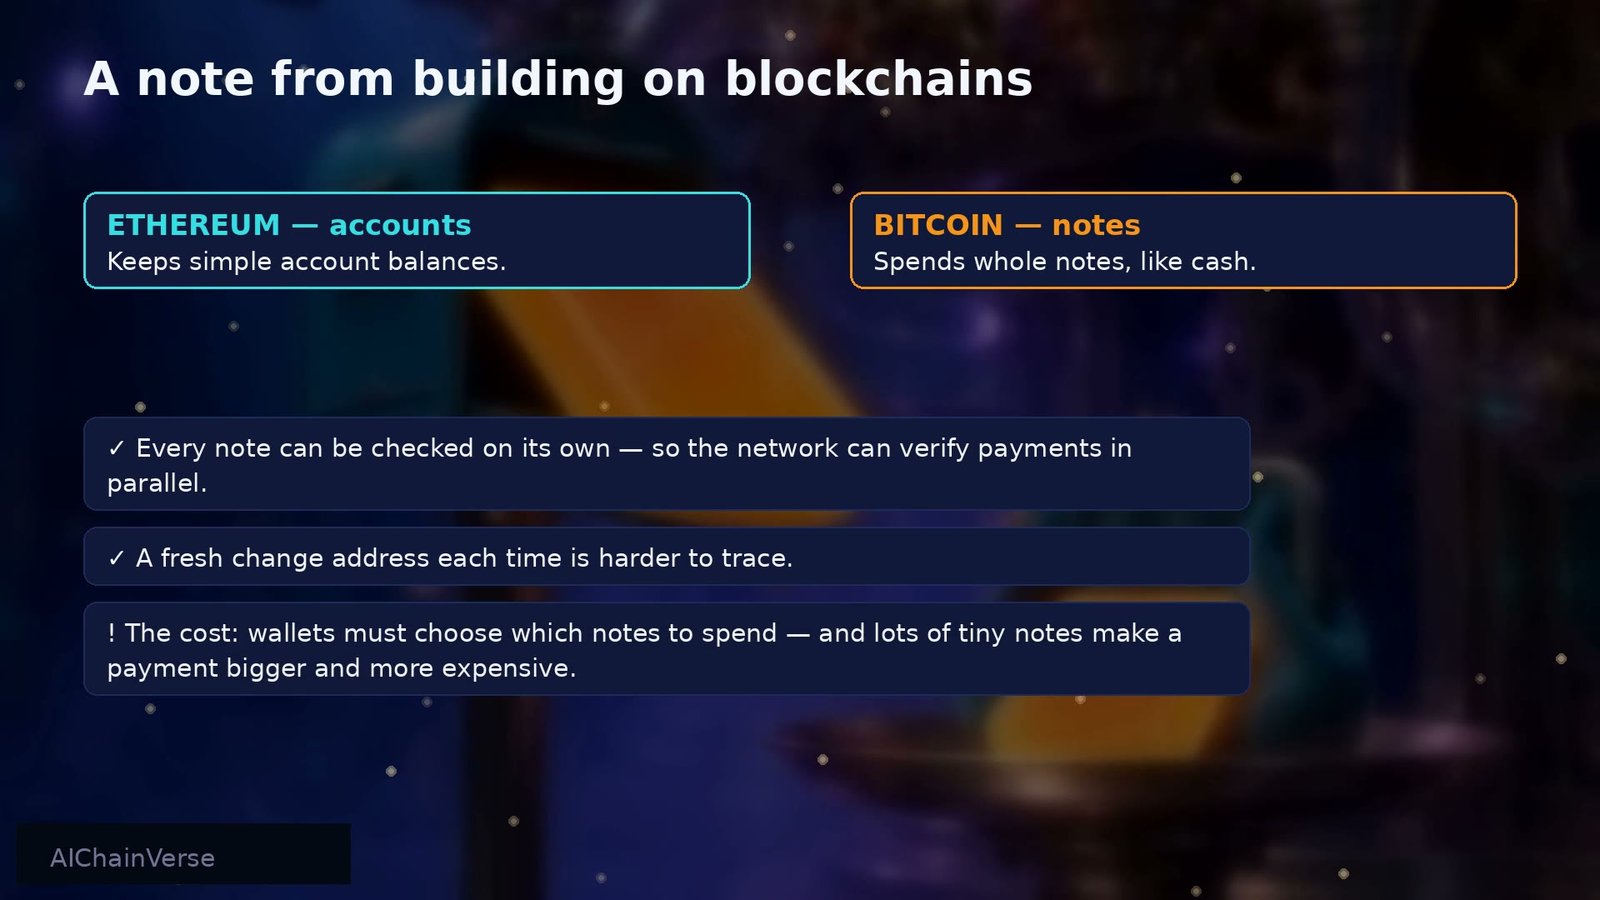 A note from building on blockchains
ETHEREUM — accounts
Keeps simple account balances.
BITCOIN — notes
Spends whole notes, like cash.
✓ Every note can be checked on its own — so the network can verify payments in
parallel.
✓ A fresh change address each time is harder to trace.
! The cost: wallets must choose which notes to spend — and lots of tiny notes make a
payment bigger and more expensive.
AIChainVerse